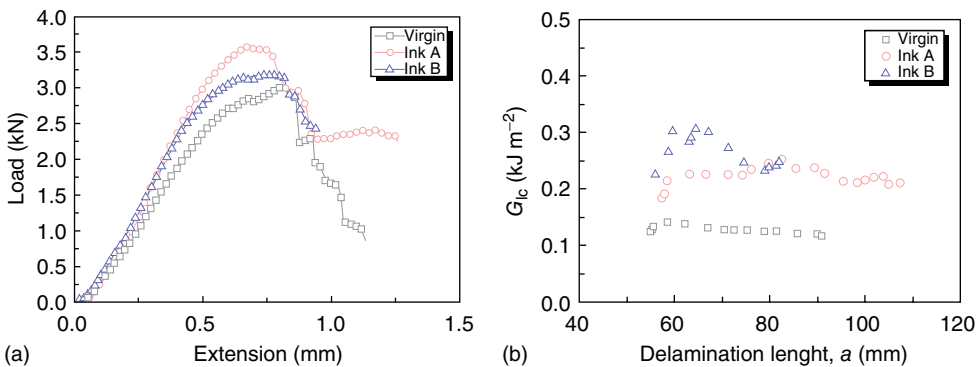 4.0
3.5
3.0
2.5
2.0
1.5
1.0
0.5
0.0
Load (kN)
0.0 0.5 1.0 1.5
Extension (mm)
Virgin
Ink A
Ink B
(a)
0.5
0.4
0.3
0.2
0.1
0.0
GIc (kJ m−2)
40 60 80 100 120
Delamination lenght, a (mm)
Virgin
Ink A
Ink B
(b)